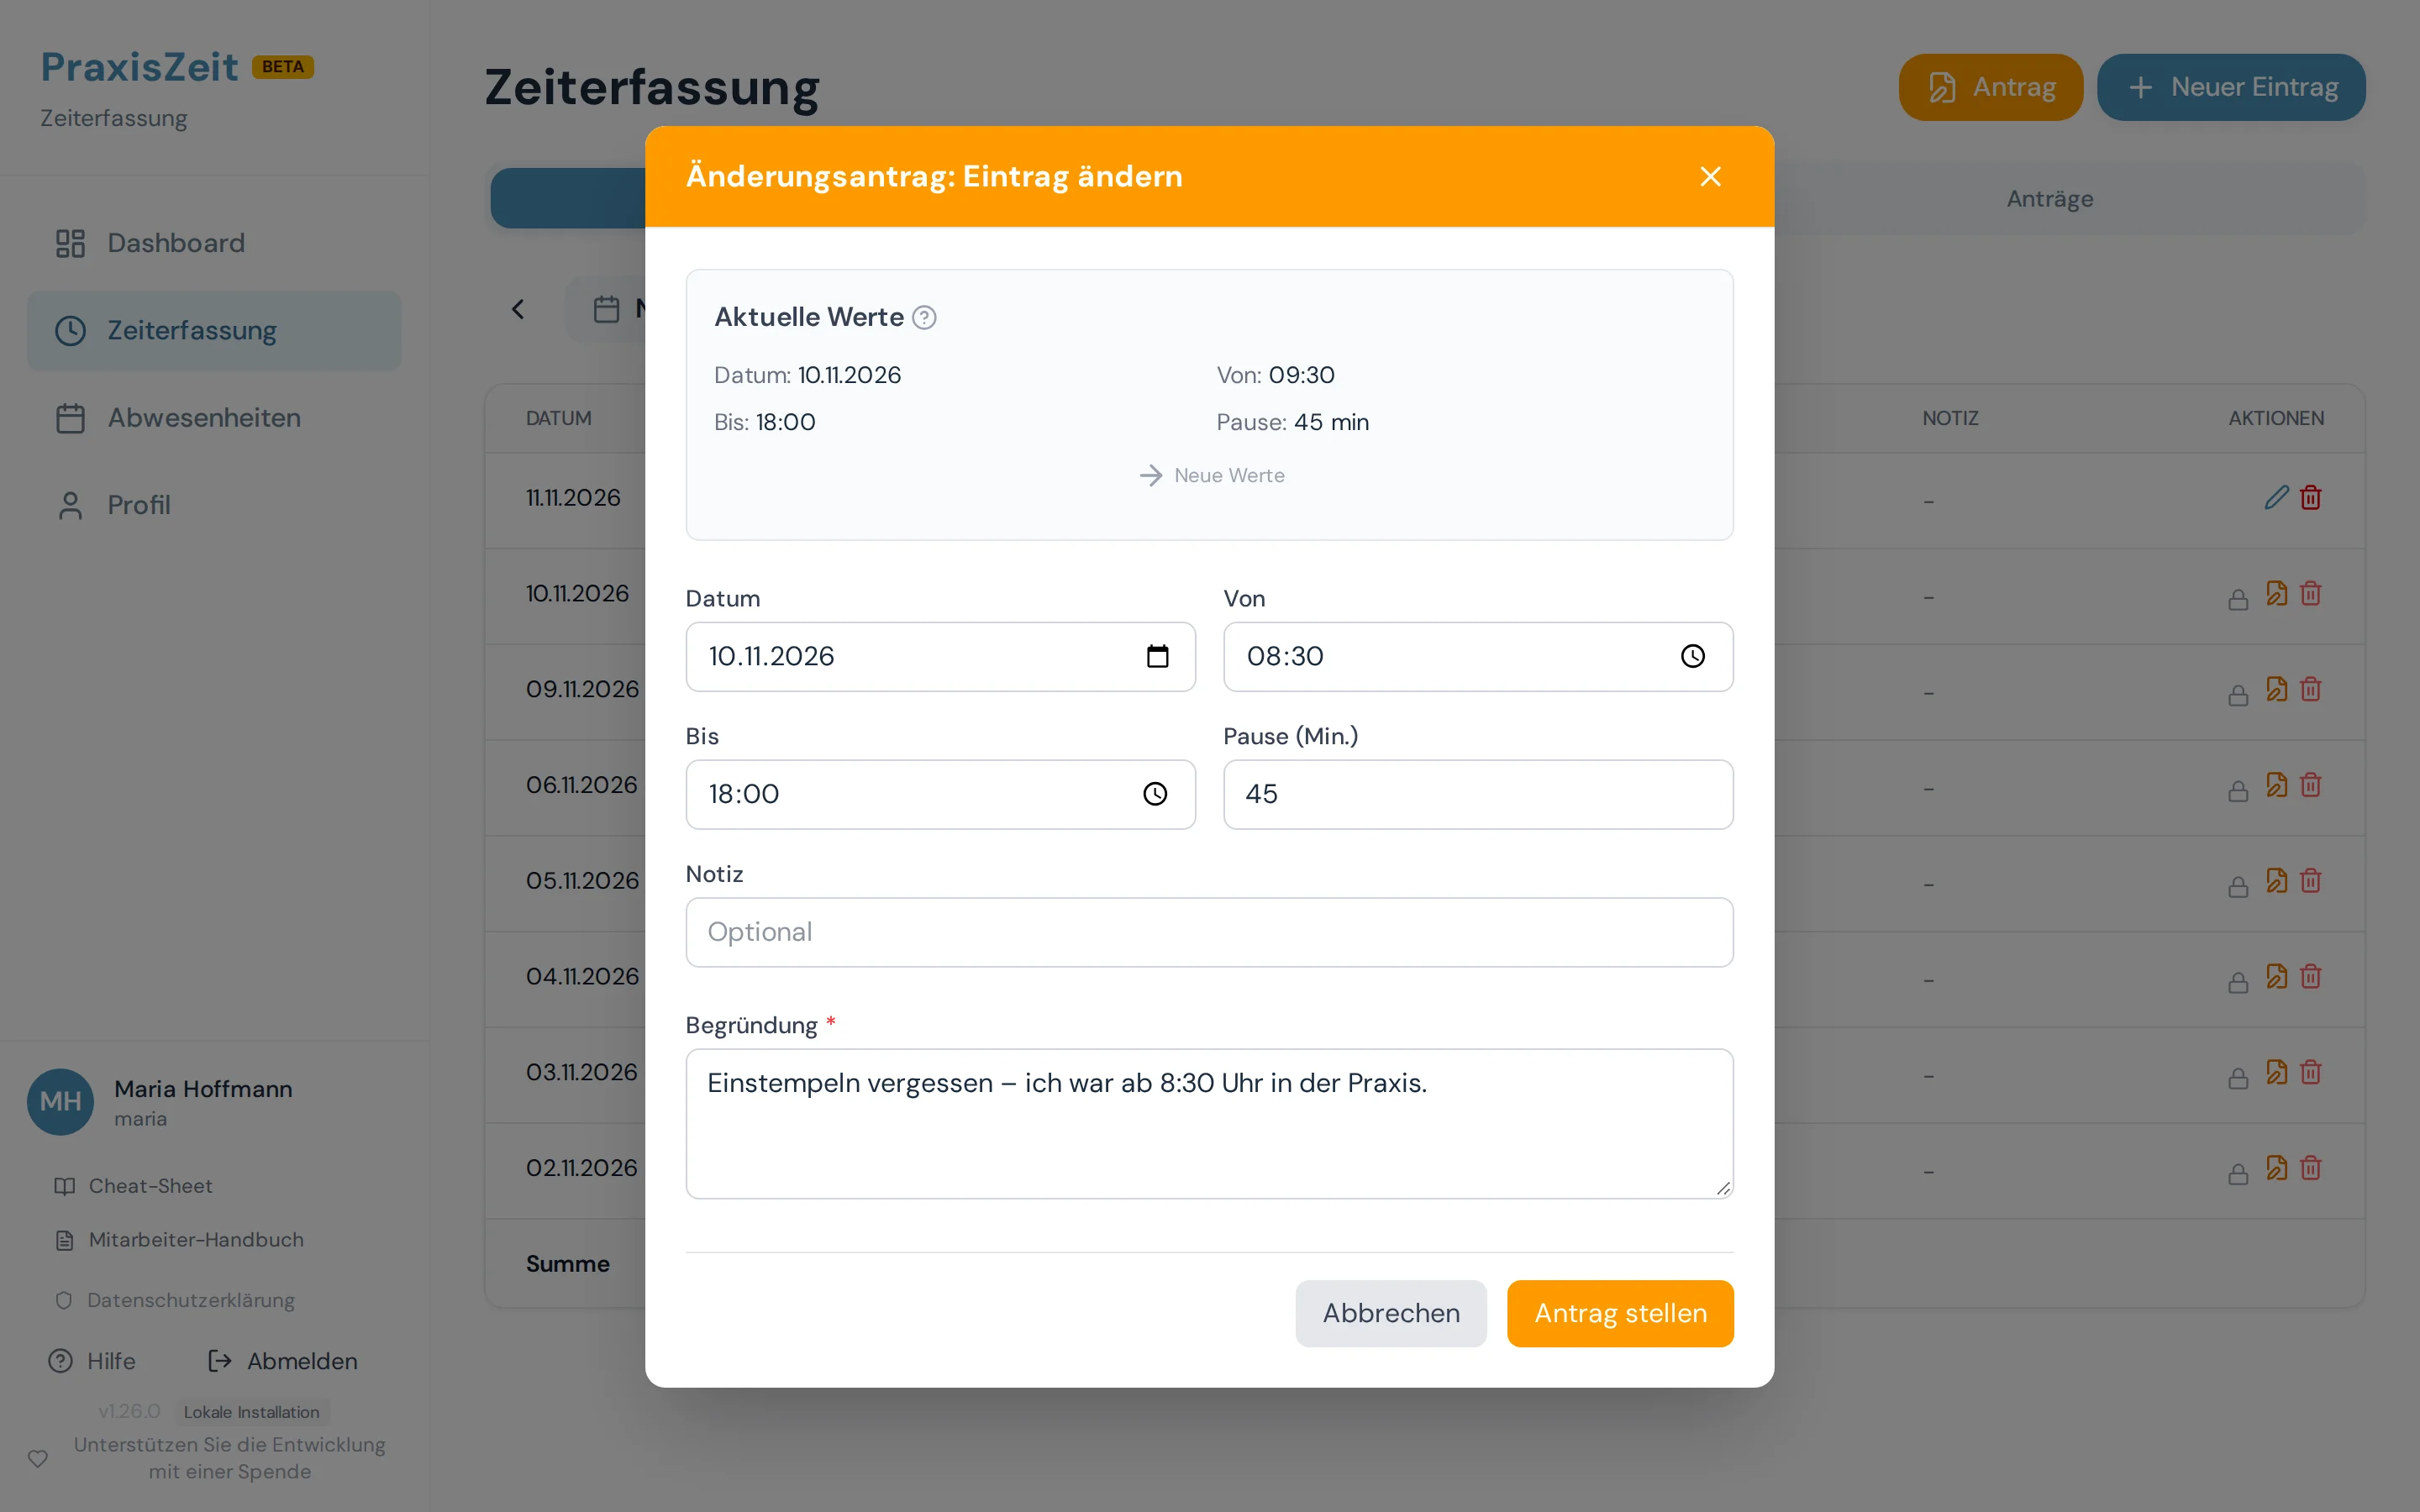 PraxisZeit BETA
Zeiterfassung
Dashboard
Zeiterfassung
Abwesenheiten
Profil
MH
Maria Hoffmann
maria
Cheat-Sheet
Mitarbeiter-Handbuch
Datenschutzerklärung
Hilfe
Abmelden
v1.26.0 Lokale Installation
Unterstützen Sie die Entwicklung
mit einer Spende
Zeiterfassung
Antrag
Neuer Eintrag
Anträge
DATUM
NOTIZ
AKTIONEN
11.11.2026 –
10.11.2026 –
09.11.2026 –
06.11.2026 –
05.11.2026 –
04.11.2026 –
03.11.2026 –
02.11.2026 –
Summe
Änderungsantrag: Eintrag ändern
Aktuelle Werte
Datum: 10.11.2026
Von: 09:30
Bis: 18:00
Pause: 45 min
→ Neue Werte
Datum
10.11.2026
Von
08:30
Bis
18:00
Pause (Min.)
45
Notiz
Optional
Begründung *
Einstempeln vergessen – ich war ab 8:30 Uhr in der Praxis.
Abbrechen
Antrag stellen